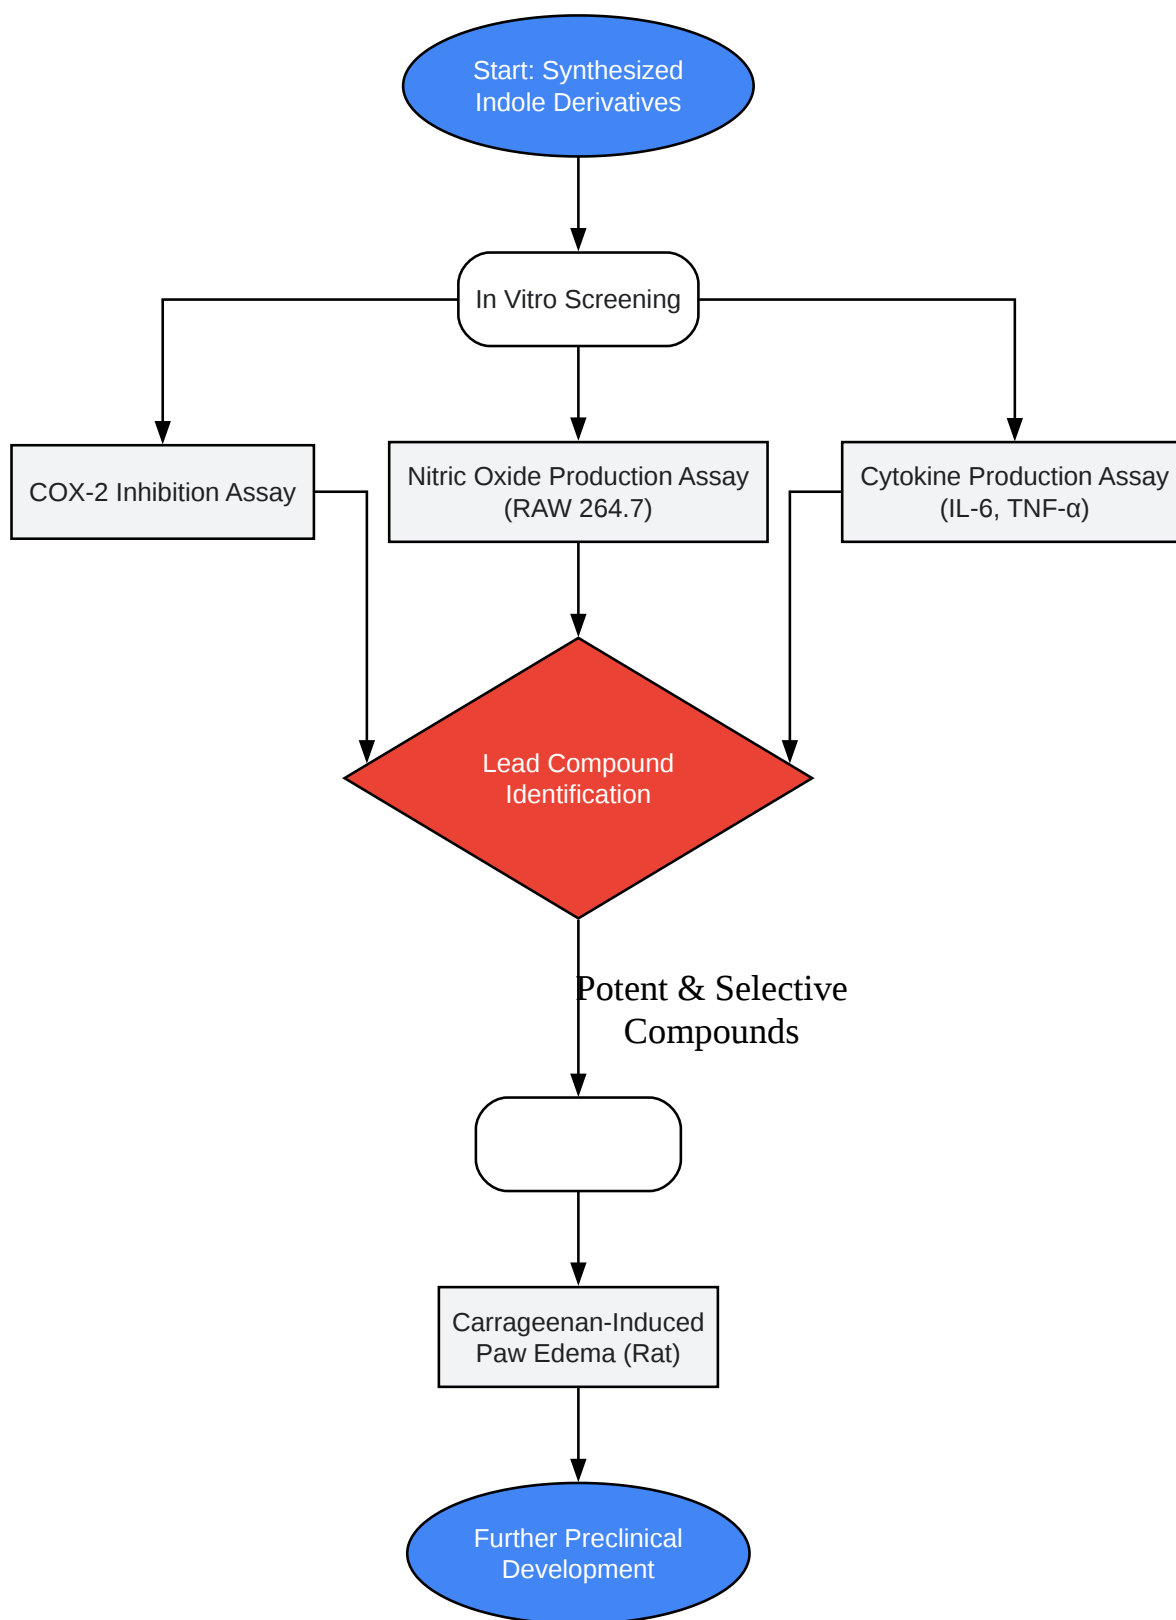 Start: Synthesized
Indole Derivatives
In Vitro Screening
COX-2 Inhibition Assay
Nitric Oxide Production Assay
(RAW 264.7)
Cytokine Production Assay
(IL-6, TNF-α)
Lead Compound
Identification
Potent & Selective
Compounds
Carrageenan-Induced
Paw Edema (Rat)
Further Preclinical
Development